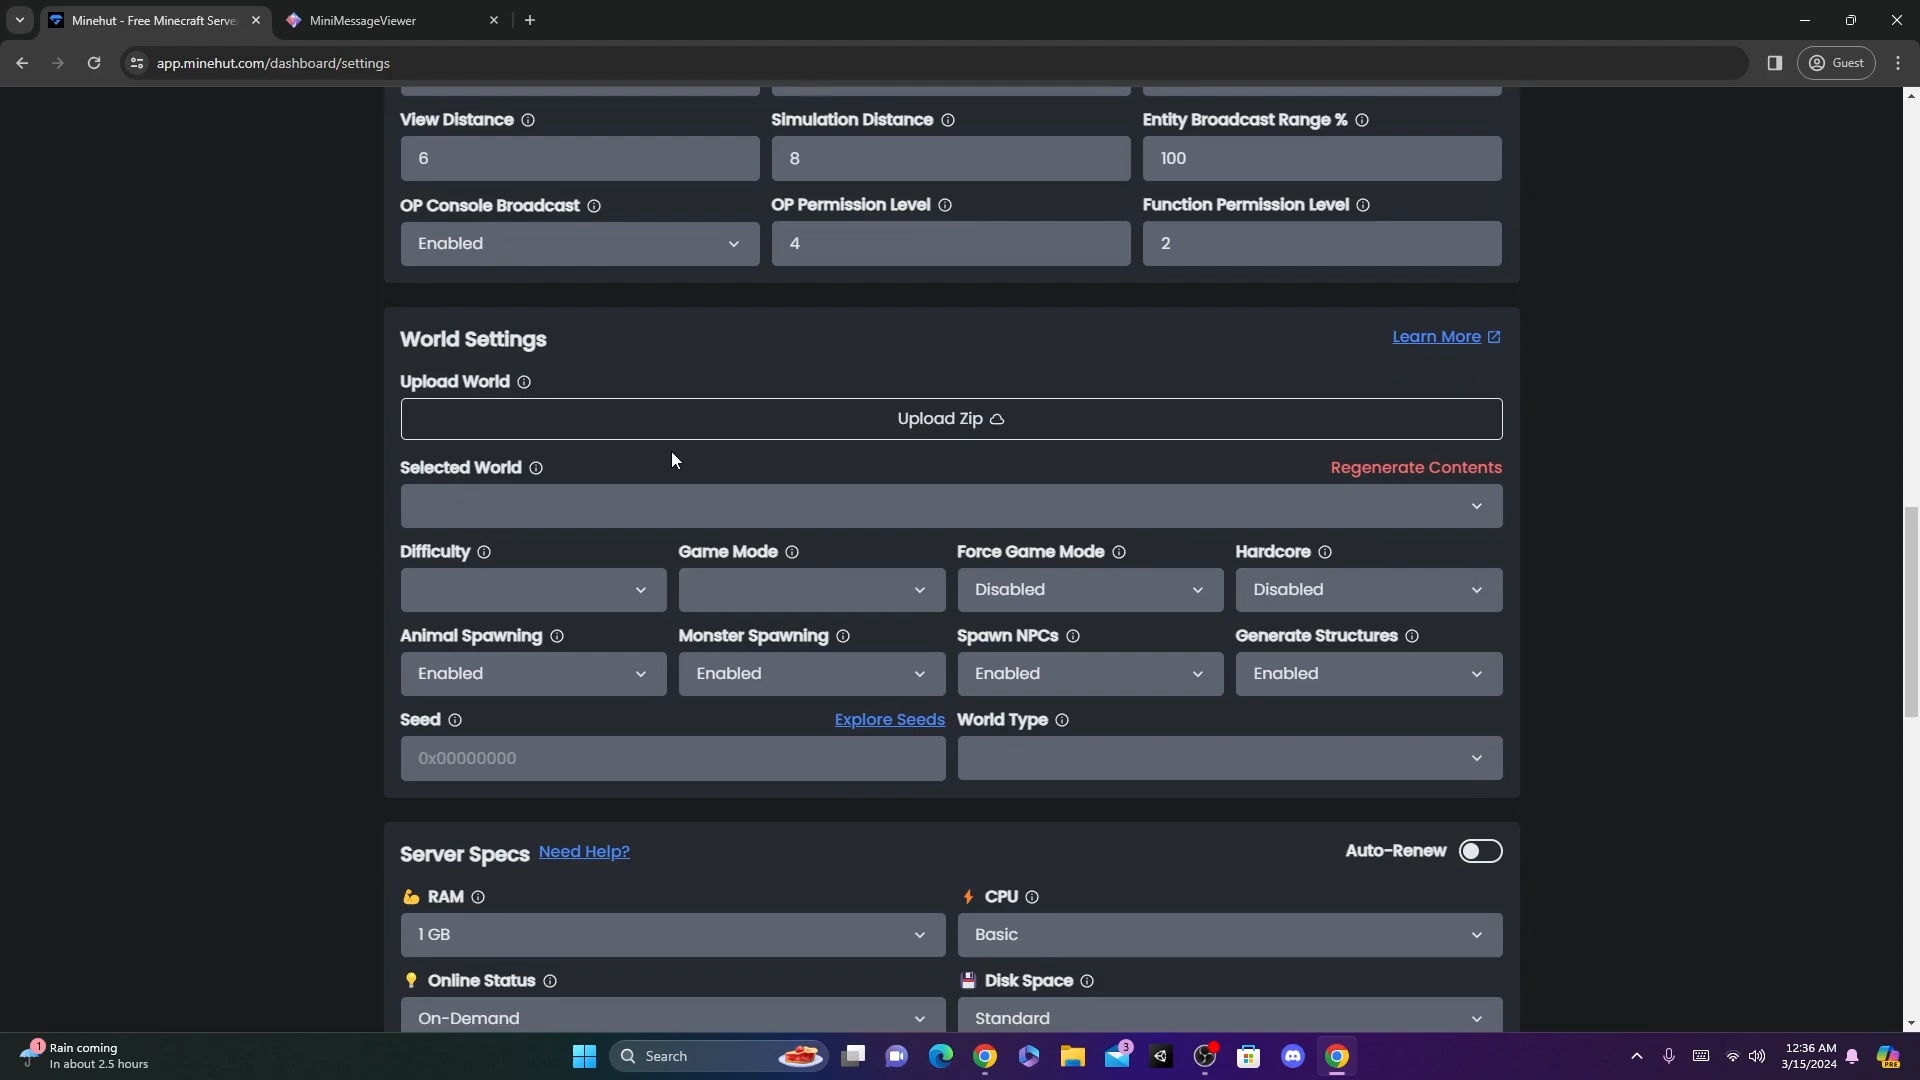 Minehut - Free Minecraft Serve
MiniMessageViewer
app.minehut.com/dashboard/settings
Guest
View Distance
Simulation Distance
Entity Broadcast Range %
6
8
100
OP Console Broadcast
OP Permission Level
Function Permission Level
Enabled
4
2
World Settings
Learn More
Upload World
Upload Zip
Selected World
Regenerate Contents
Difficulty
Game Mode
Force Game Mode
Hardcore
Disabled
Disabled
Animal Spawning
Monster Spawning
Spawn NPCs
Generate Structures
Enabled
Enabled
Enabled
Enabled
Seed
Explore Seeds
World Type
0x00000000
Server Specs
Need Help?
Auto-Renew
RAM
CPU
1 GB
Basic
Online Status
Disk Space
On-Demand
Standard
1
Rain coming
In about 2.5 hours
Search
3
12:36 AM
3/15/2024
PRE